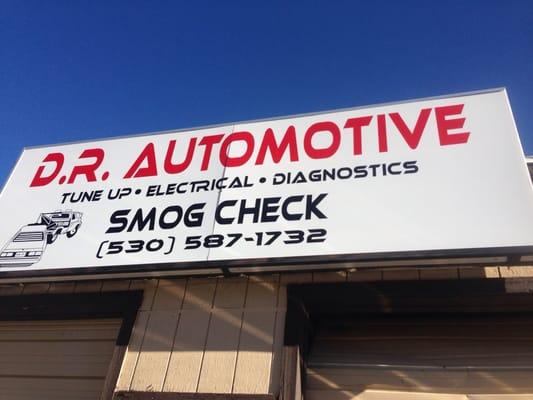 D.R. AUTOMOTIVE
TUNE UP • ELECTRICAL • DIAGNOSTICS
SMOG CHECK
(530) 587-1732